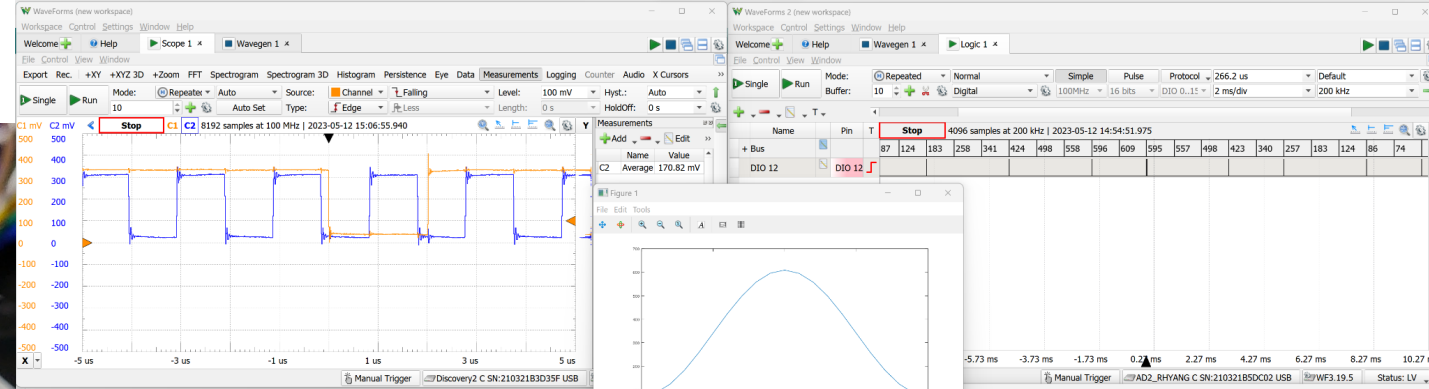 WaveForms (new workspace)
Workspace Control Settings Window Help
Welcome Help Scope 1 Wavegen 1
File Control View Window
Export Rec. +XY +XYZ 3D +Zoom FFT Spectrogram Spectrogram 3D Histogram Persistence Eye Data Measurements Logging Counter Audio X Cursors
Single Run Mode: Repeated Auto Source: Channel Falling Level: 100 mV Hyst.: Auto
10 Auto Set Type: Edge Less Length: 0 s HoldOff: 0 s
C1 mV C2 mV Stop C1 C2 8192 samples at 100 MHz | 2023-05-12 15:06:55.940 Y
500 500
400 400
300 300
200 200
100 100
0 0
-100 -100
-200 -200
-300 -300
-400 -400
-500 -500
X -5 us -3 us -1 us 1 us 3 us 5 us
Manual Trigger Discovery2 C SN:210321B3D35F USB
Measurements
Add Edit
Name Value
C2 Average 170.82 mV
Figure 1
File Edit Tools
A
700
600
500
400
300
200
WaveForms 2 (new workspace)
Workspace Control Settings Window Help
Welcome Help Wavegen 1 Logic 1
File Control View Window
Single Run Mode: Repeated Normal Simple Pulse Protocol 266.2 us Default
Buffer: 10 Digital 100MHz 16 bits DIO 0..15 2 ms/div 200 kHz
T
Name Pin T Stop 4096 samples at 200 kHz | 2023-05-12 14:54:51.975
+ Bus 87 124 183 258 341 424 498 558 596 609 595 557 498 423 340 257 183 124 86 74
DIO 12 DIO 12
-5.73 ms -3.73 ms -1.73 ms 0.27 ms 2.27 ms 4.27 ms 6.27 ms 8.27 ms 10.27
Manual Trigger AD2_RHYANG C SN:210321B5DC02 USB WF3.19.5 Status: LV